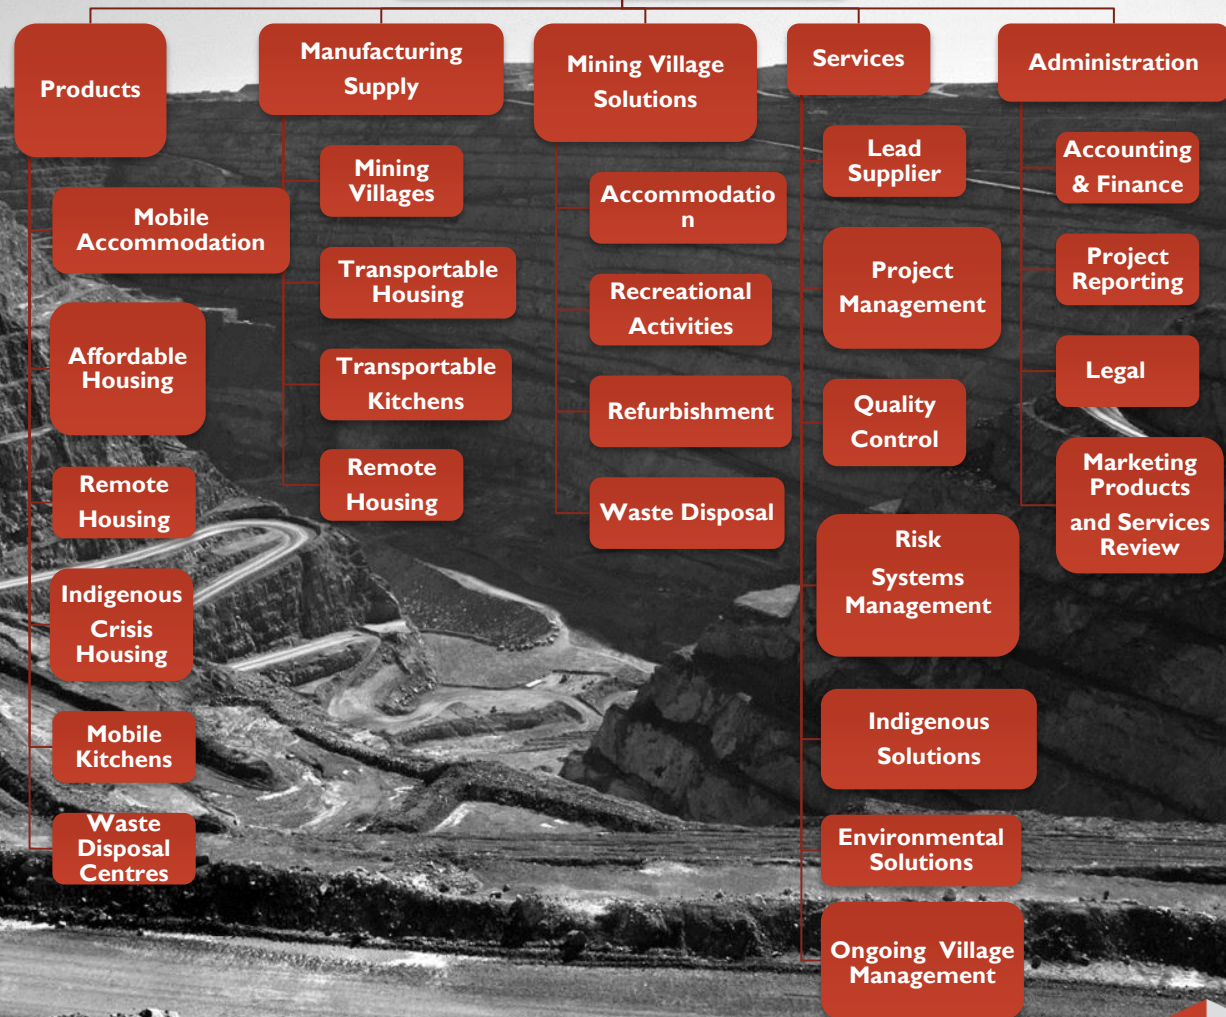 Products
Mobile
Accommodation
Affordable
Housing
Remote
Housing
Indigenous
Crisis
Housing
Mobile
Kitchens
Waste
Disposal
Centres
Manufacturing
Supply
Mining
Villages
Transportable
Housing
Transportable
Kitchens
Remote
Housing
Mining Village
Solutions
Accommodatio
n
Recreational
Activities
Refurbishment
Waste Disposal
Services
Lead
Supplier
Project
Management
Quality
Control
Risk
Systems
Management
Indigenous
Solutions
Environmental
Solutions
Ongoing Village
Management
Administration
Accounting
& Finance
Project
Reporting
Legal
Marketing
Products
and Services
Review